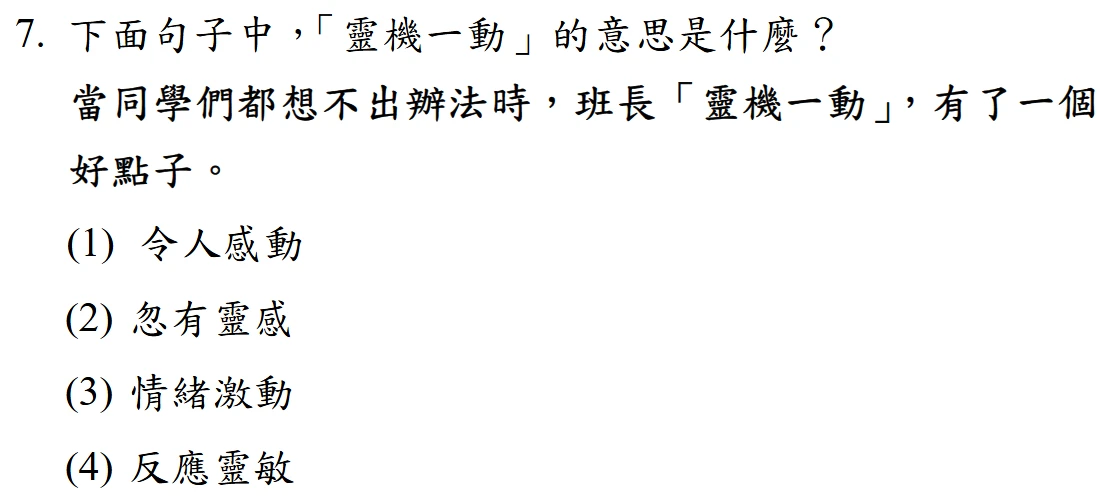 7. 下面句子中，「靈機一動」的意思是什麼？
當同學們都想不出辦法時，班長「靈機一動」，有了一個
好點子。
(1) 令人感動
(2) 忽有靈感
(3) 情緒激動
(4) 反應靈敏